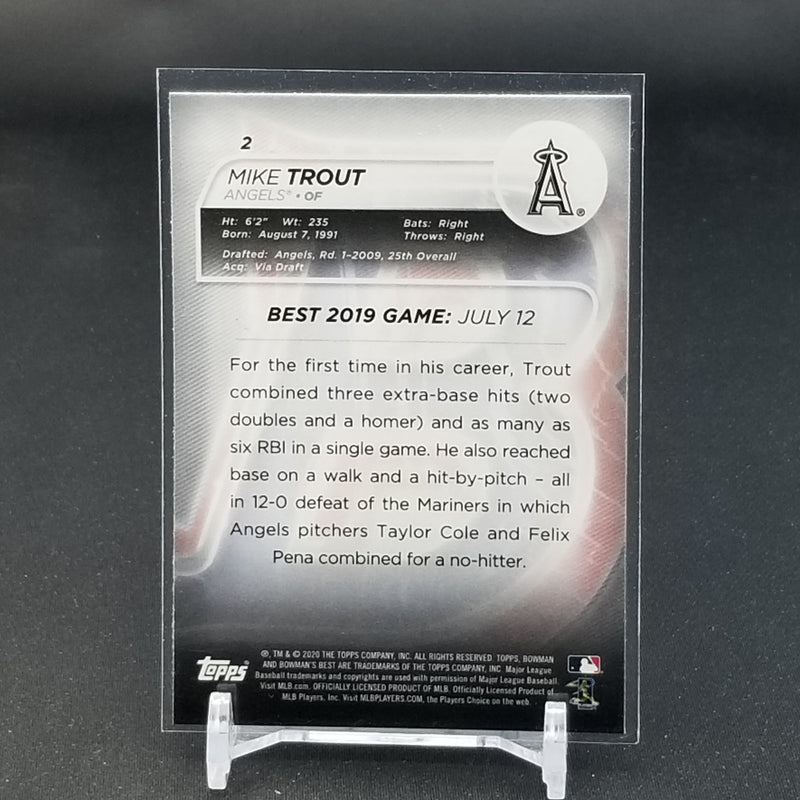 2
MIKE TROUT
ANGELS® • OF
A®
Ht: 6'2" Wt: 235 Bats: Right
Born: August 7, 1991 Throws: Right
Drafted: Angels, Rd. 1–2009, 25th Overall
Acq: Via Draft
BEST 2019 GAME: JULY 12
For the first time in his career, Trout
combined three extra-base hits (two
doubles and a homer) and as many as
six RBI in a single game. He also reached
base on a walk and a hit-by-pitch – all
in 12-0 defeat of the Mariners in which
Angels pitchers Taylor Cole and Felix
Pena combined for a no-hitter.
®, TM & © 2020 THE TOPPS COMPANY, INC. ALL RIGHTS RESERVED. TOPPS, BOWMAN
AND BOWMAN'S BEST ARE TRADEMARKS OF THE TOPPS COMPANY, INC. Major League
Baseball trademarks and copyrights are used with permission of Major League Baseball.
Visit MLB.com. OFFICIALLY LICENSED PRODUCT OF MLB. Officially Licensed Product of
MLB Players, Inc. Visit MLBPLAYERS.COM, the Players Choice on the web.
topps®